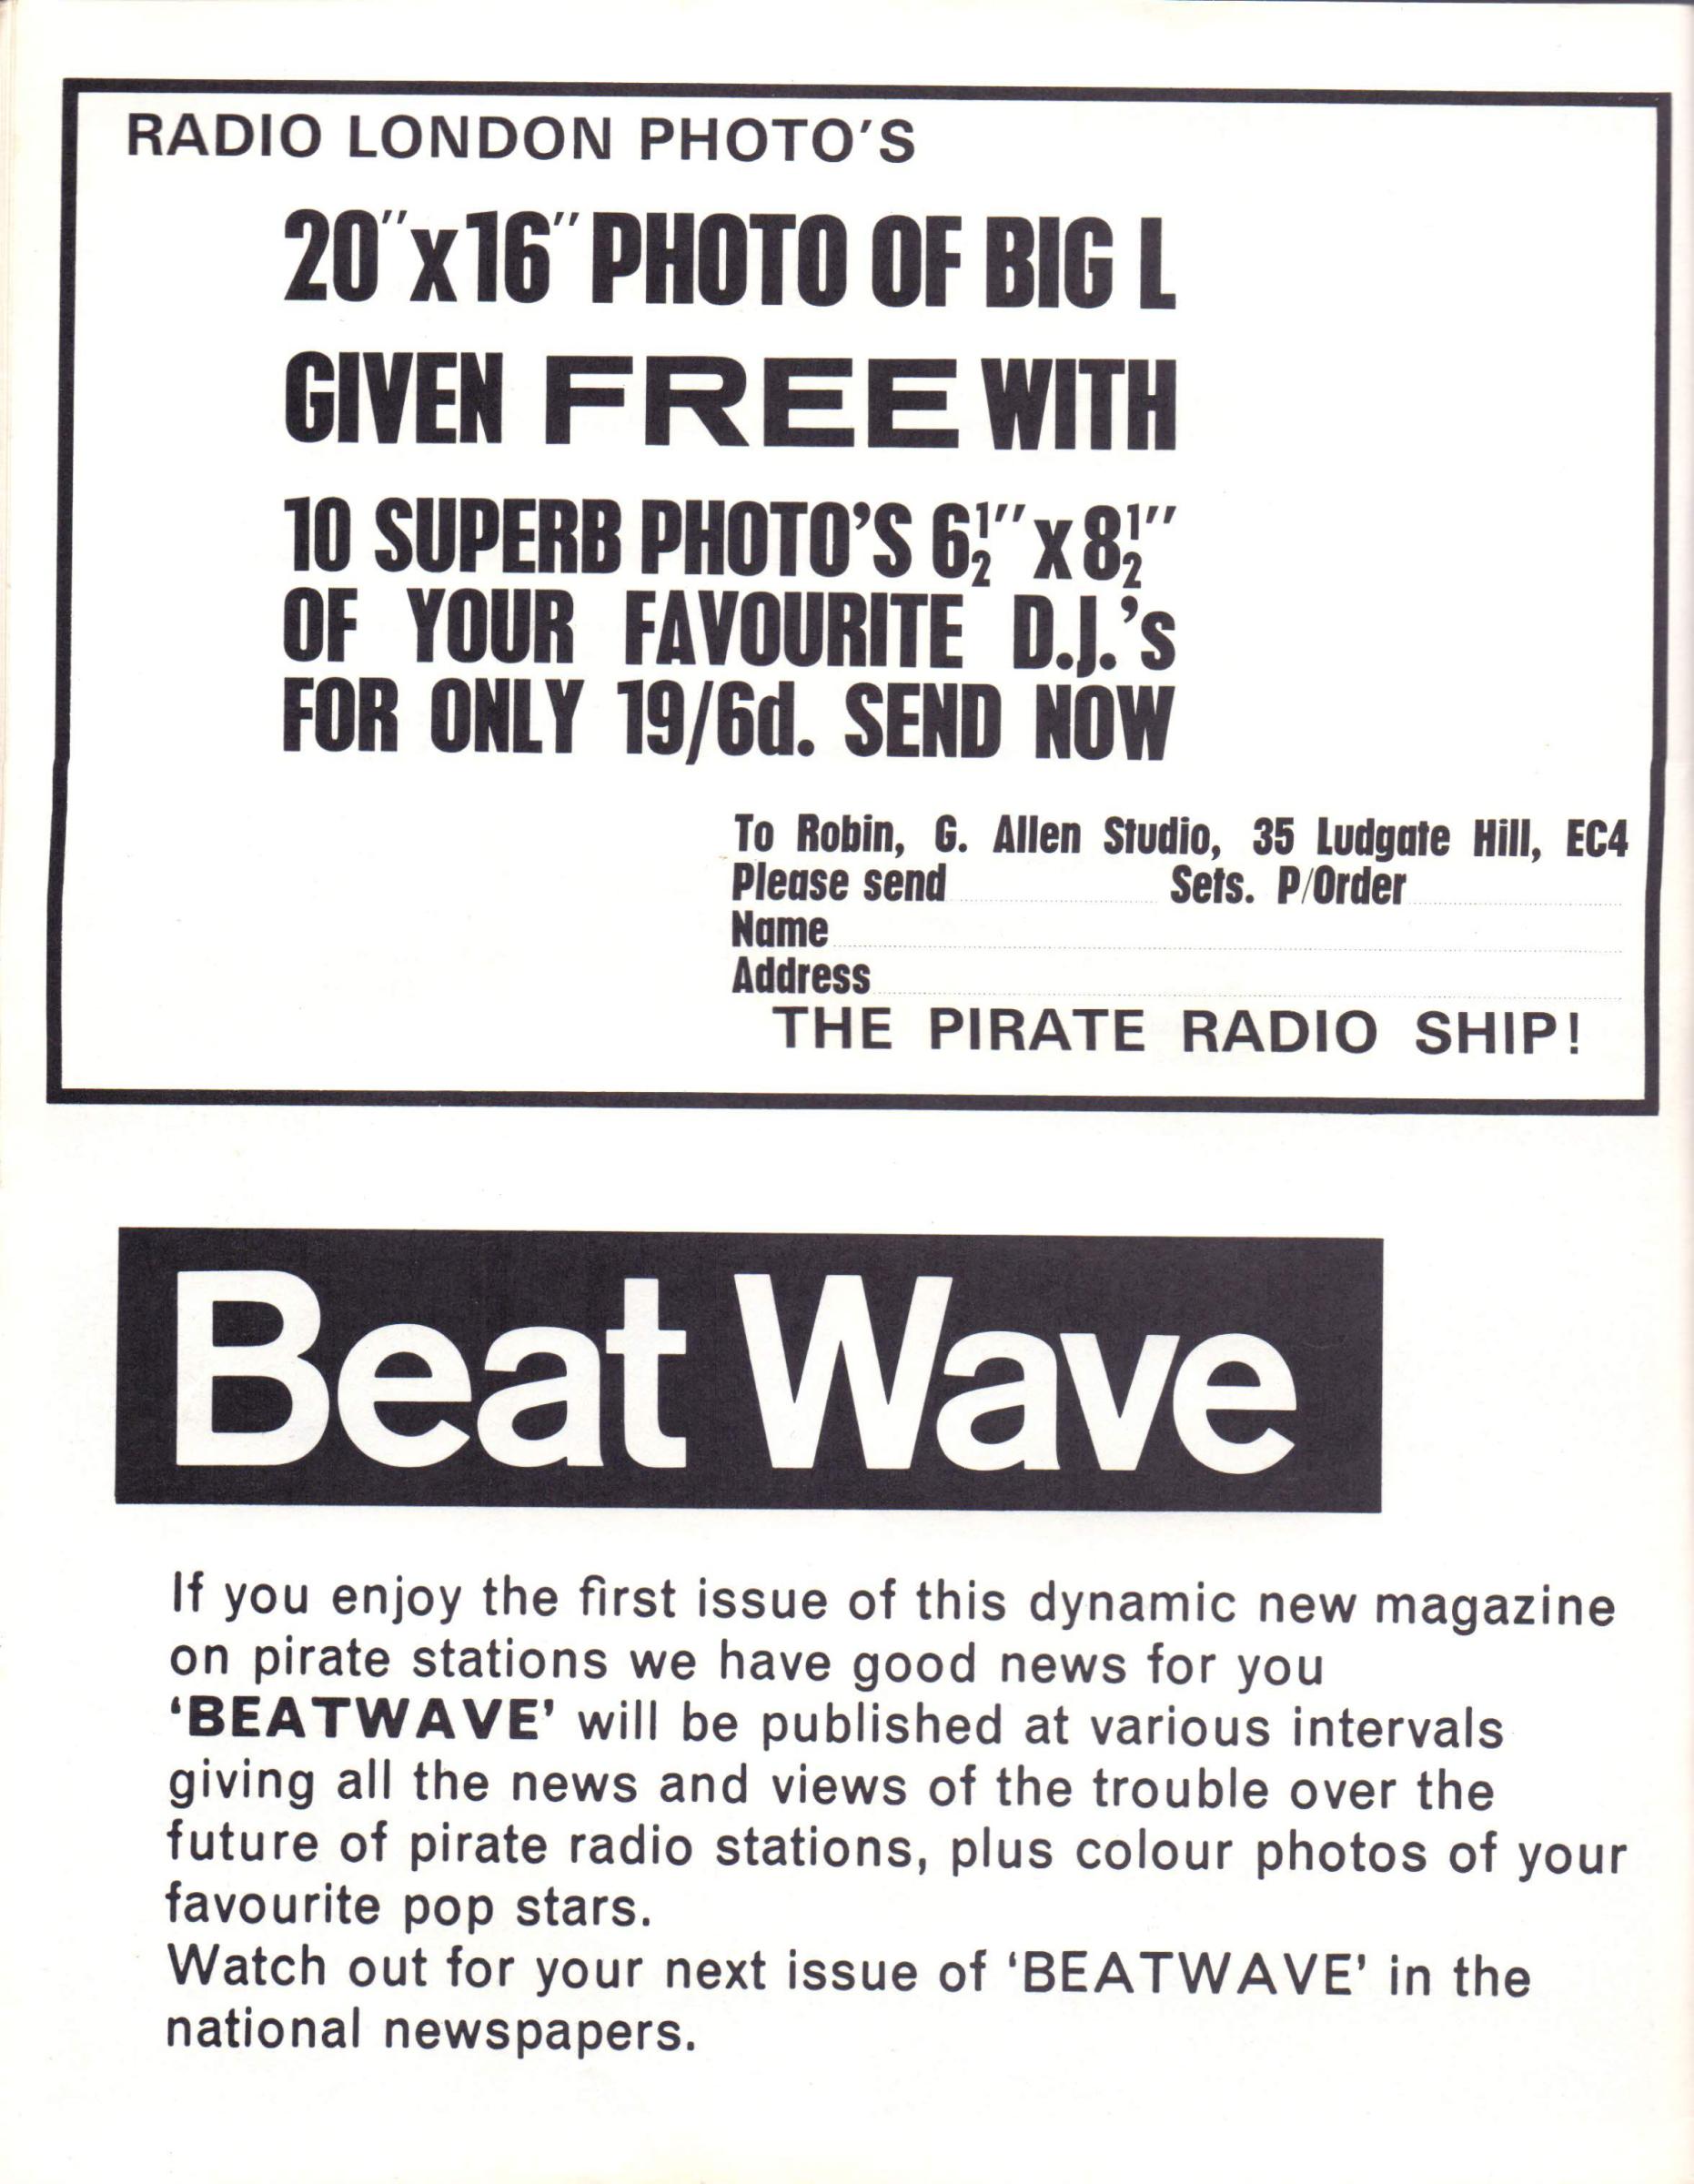 RADIO LONDON PHOTO'S
20"x16" PHOTO OF BIG L
GIVEN FREE WITH
10 SUPERB PHOTO'S 6½" X 8½"
OF YOUR FAVOURITE D.J.'s
FOR ONLY 19/6d. SEND NOW
To Robin, G. Allen Studio, 35 Ludgate Hill, EC4
Please send Sets. P/Order
Name
Address
THE PIRATE RADIO SHIP!
Beat Wave
If you enjoy the first issue of this dynamic new magazine
on pirate stations we have good news for you
'BEATWAVE' will be published at various intervals
giving all the news and views of the trouble over the
future of pirate radio stations, plus colour photos of your
favourite pop stars.
Watch out for your next issue of 'BEATWAVE' in the
national newspapers.